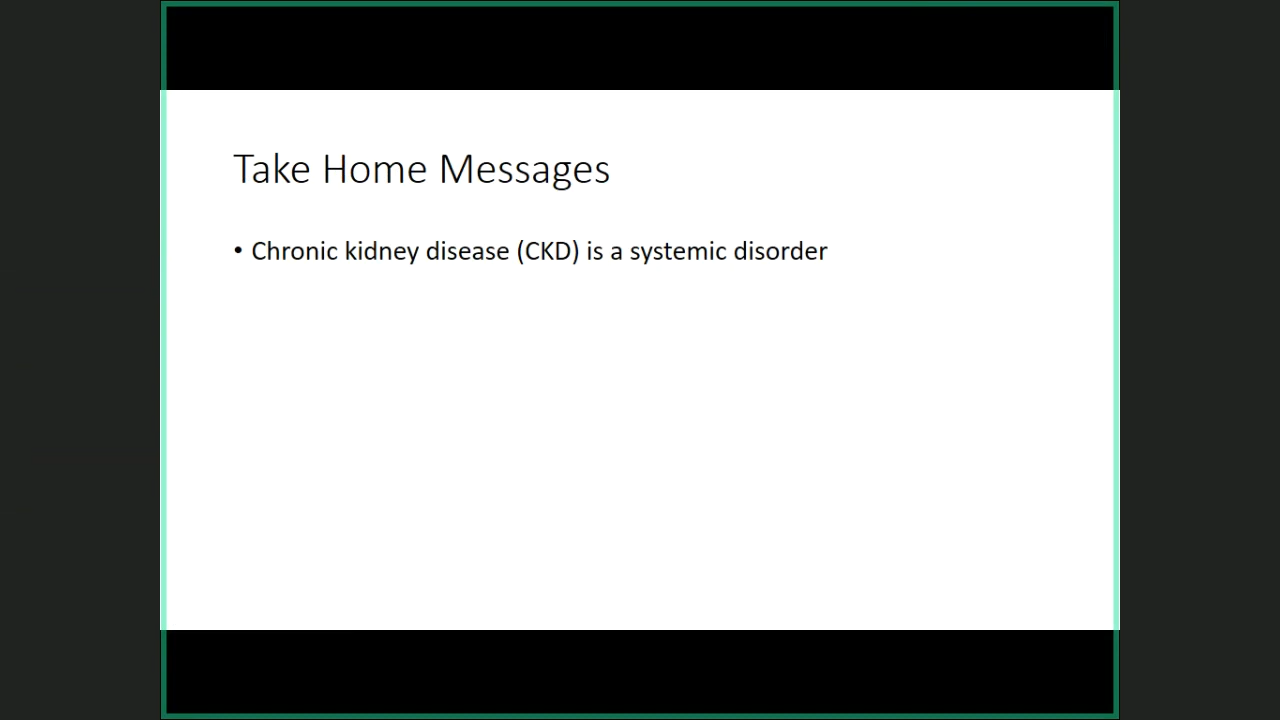 Take Home Messages
• Chronic kidney disease (CKD) is a systemic disorder